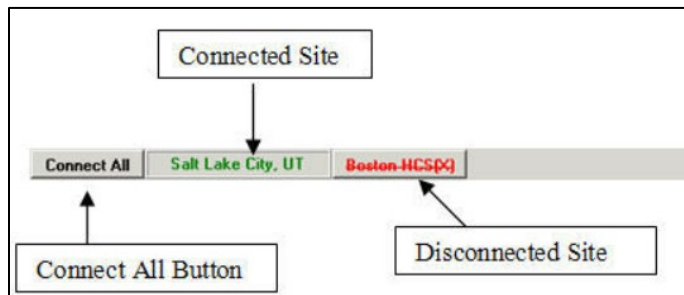 Connected Site
Connect All
Salt Lake City, UT
Boston HCS(X)
Connect All Button
Disconnected Site